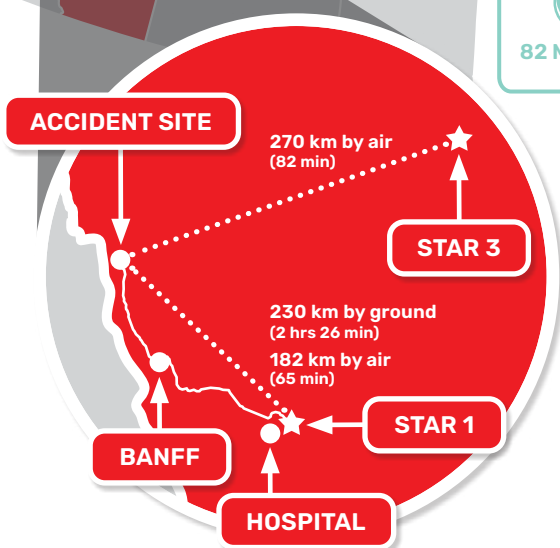 82
ACCIDENT SITE
270 km by air
(82 min)
STAR 3
230 km by ground
(2 hrs 26 min)
182 km by air
(65 min)
STAR 1
BANFF
HOSPITAL